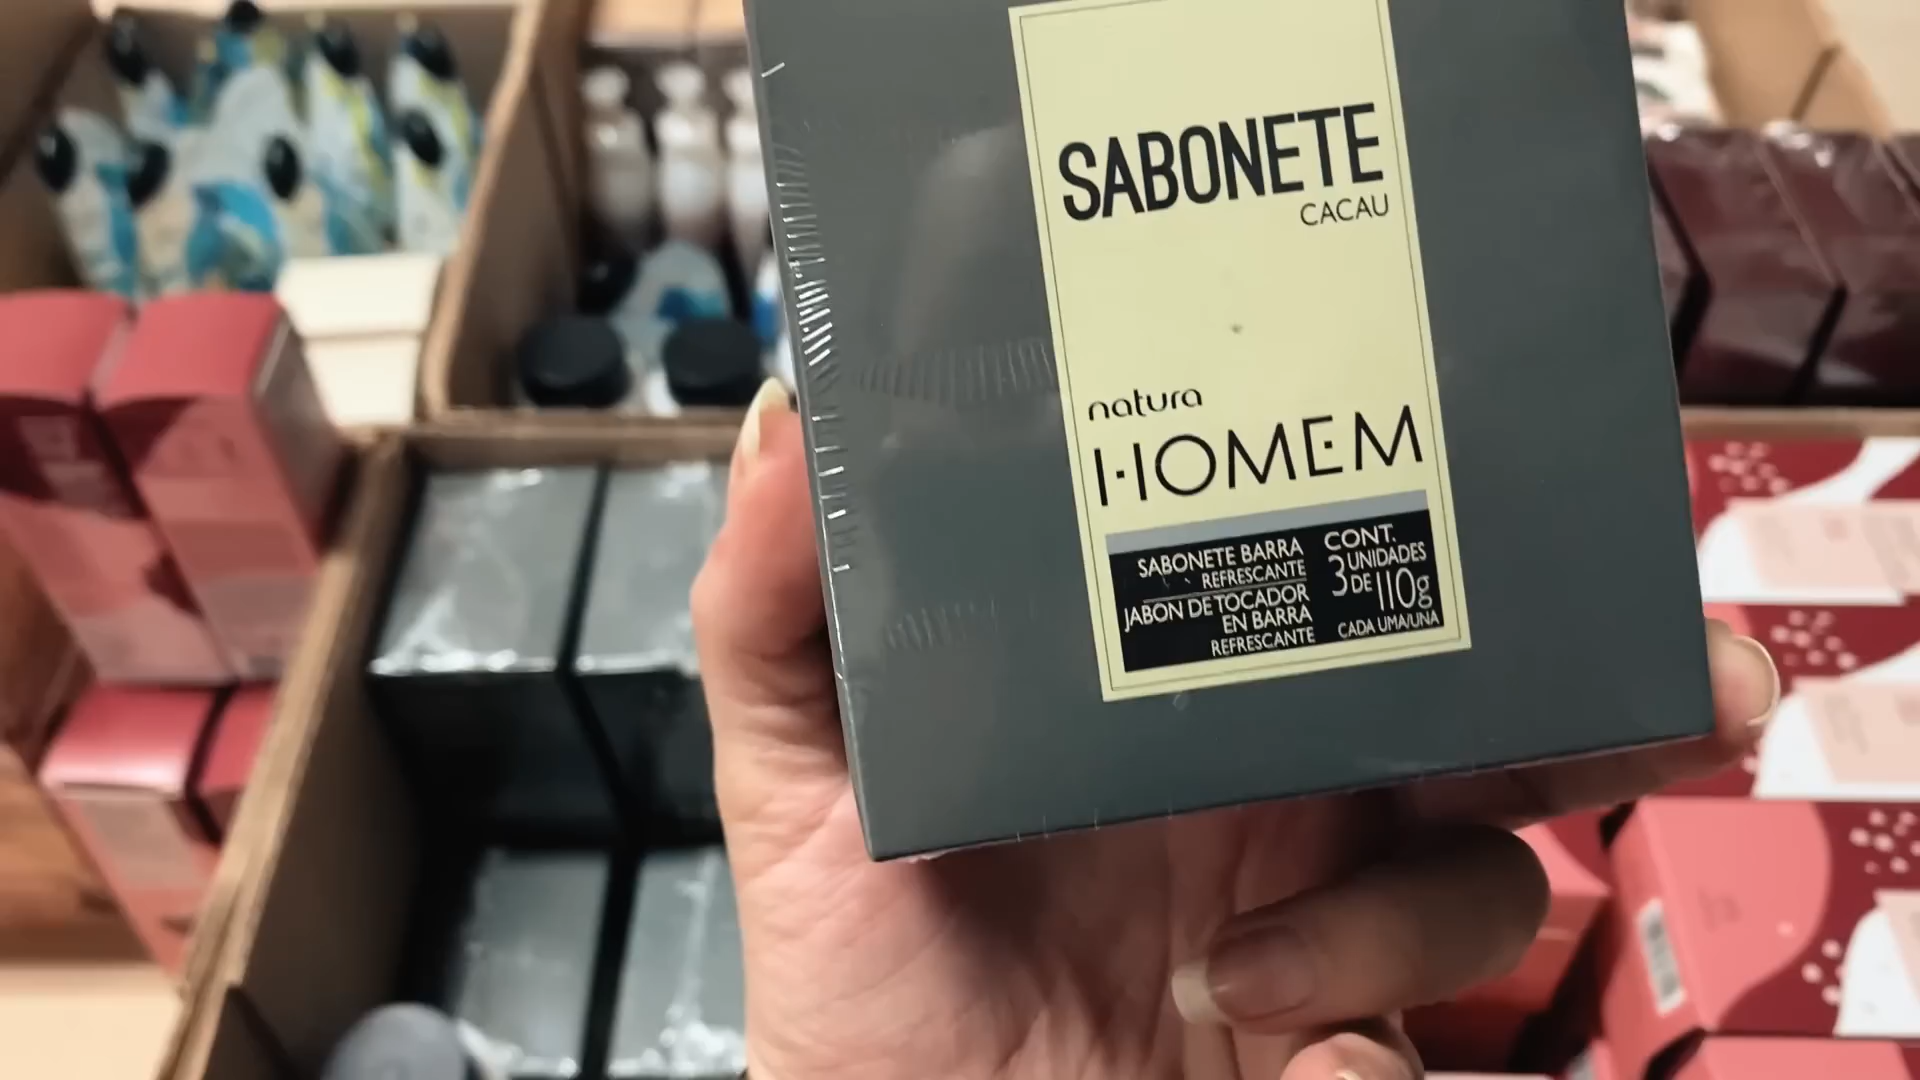 SABONETE
CACAU
natura
HOMEM
SABONETE BARRA
REFRESCANTE
JABON DE TOCADOR
EN BARRA
REFRESCANTE
CONT.
3 UNIDADES
DE 110g
CADA UMA/UNA